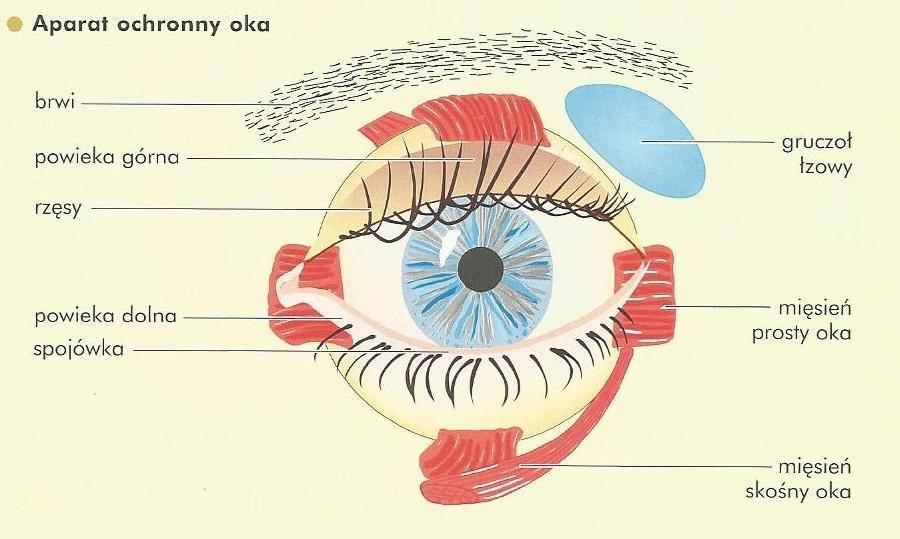 Aparat ochronny oka
brwi
powieka górna
rzęsy
powieka dolna
spojówka
gruczoł
łzowy
mięsień
prosty oka
mięsień
skośny oka